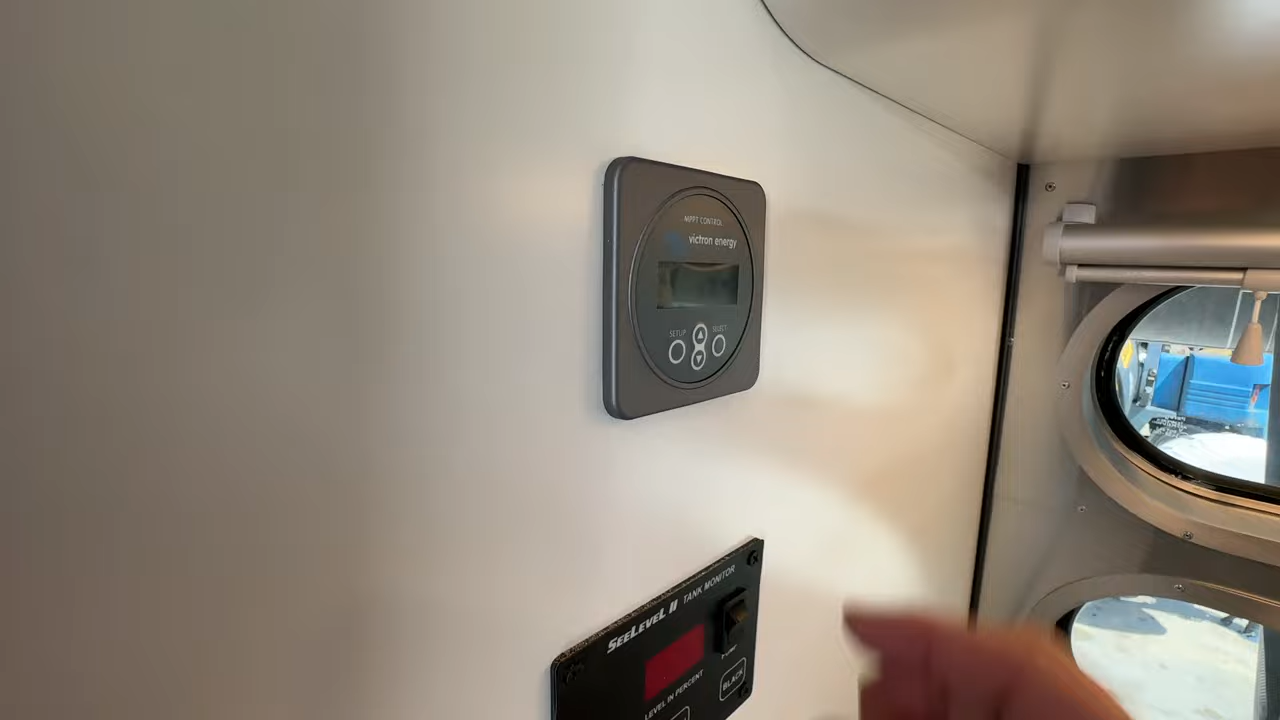 MPPT CONTROL
victron energy
SETUP
SELECT
SEELEVEL II TANK MONITOR
LEVEL IN PERCENT
BLACK